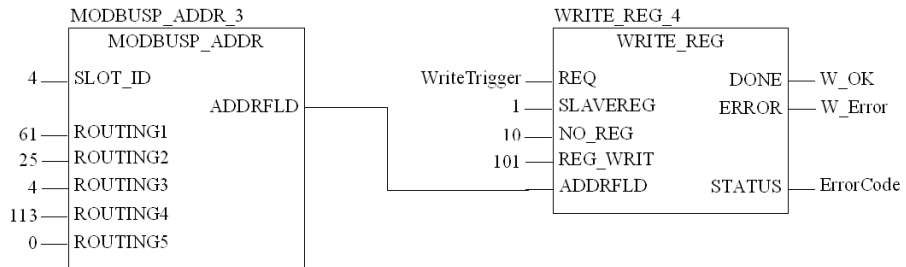 MODBUSP_ADDR_3
MODBUSP_ADDR
4 SLOT_ID
ADDRFLD
61 ROUTING1
25 ROUTING2
4 ROUTING3
113 ROUTING4
0 ROUTING5
WRITE_REG_4
WRITE_REG
WriteTrigger REQ DONE W_OK
1 SLAVEREG ERROR W_Error
10 NO_REG
101 REG_WRIT
ADDRFLD STATUS ErrorCode